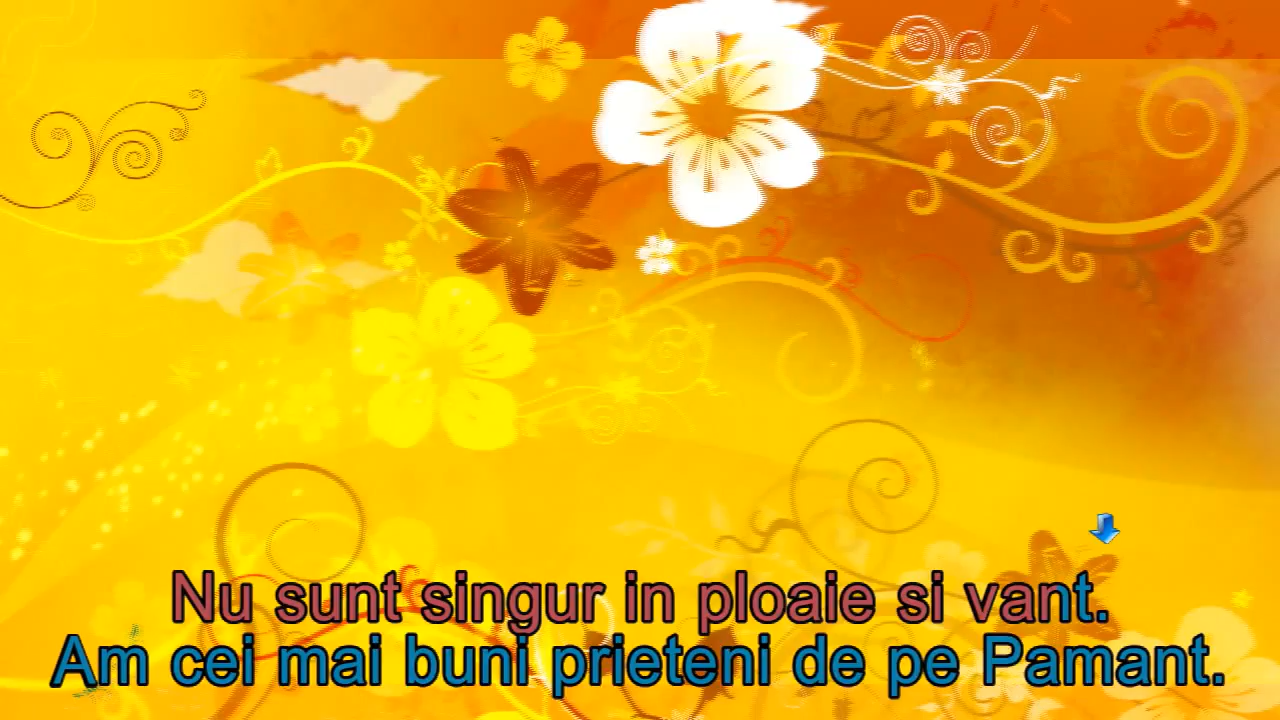 Nu sunt singur in ploaie si vant.
Am cei mai buni prieteni de pe Pamant.